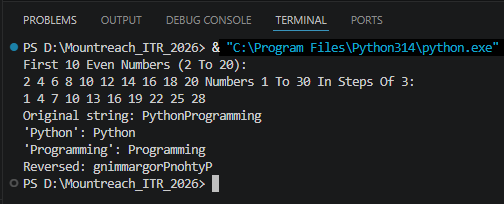 PROBLEMS OUTPUT DEBUG CONSOLE TERMINAL PORTS
PS D:\Mountreach_ITR_2026> & "C:\Program Files\Python314\python.exe"
First 10 Even Numbers (2 To 20):
2 4 6 8 10 12 14 16 18 20 Numbers 1 To 30 In Steps Of 3:
1 4 7 10 13 16 19 22 25 28
Original string: PythonProgramming
'Python': Python
'Programming': Programming
Reversed: gnimmargorPnohtyP
PS D:\Mountreach_ITR_2026>